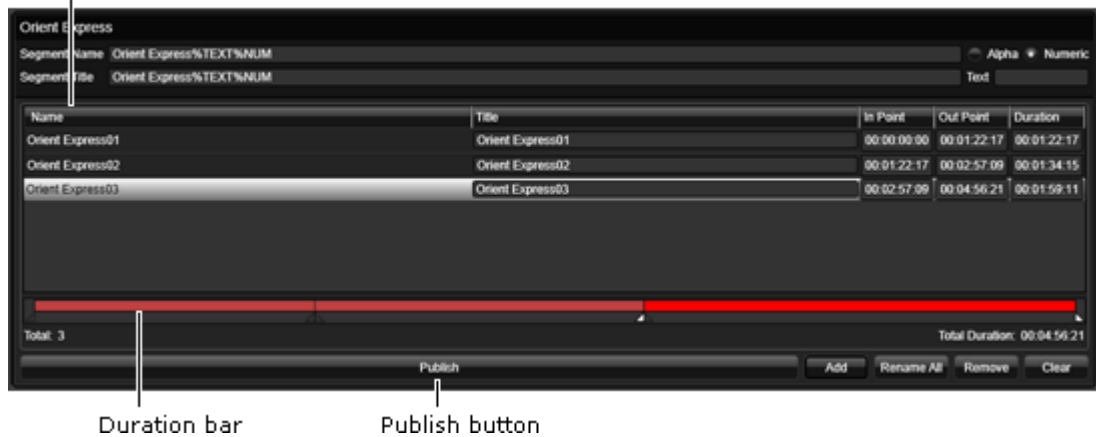 Orient Express
Segment Name Orient Express%TEXT%NUM Alpha Numeric
Segment Title Orient Express%TEXT%NUM Text
Name Title In Point Out Point Duration
Orient Express01 Orient Express01 00:00:00:00 00:01:22:17 00:01:22:17
Orient Express02 Orient Express02 00:01:22:17 00:02:57:09 00:01:34:15
Orient Express03 Orient Express03 00:02:57:09 00:04:56:21 00:01:59:11
Total: 3 Total Duration: 00:04:56:21
Publish Add Rename All Remove Clear
Duration bar Publish button